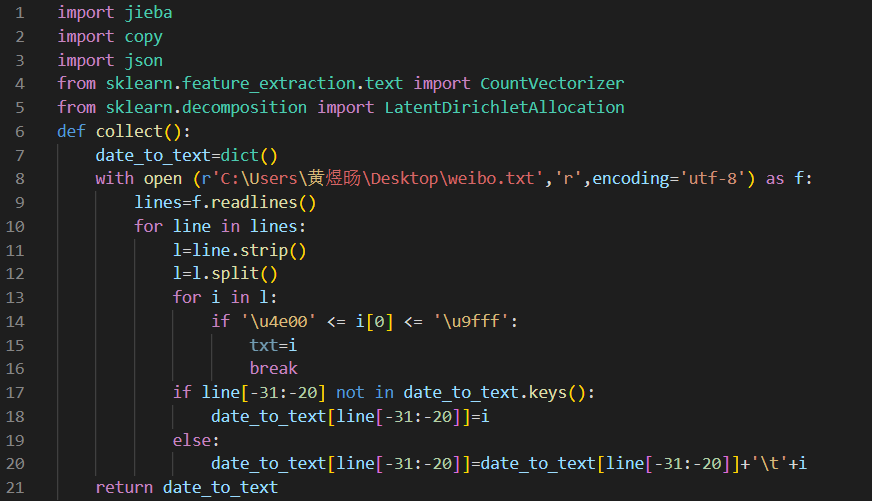 1 import jieba
2 import copy
3 import json
4 from sklearn.feature_extraction.text import CountVectorizer
5 from sklearn.decomposition import LatentDirichletAllocation
6 def collect():
7     date_to_text=dict()
8     with open (r'C:\Users\黄煜旸\Desktop\weibo.txt','r',encoding='utf-8') as f:
9         lines=f.readlines()
10         for line in lines:
11             l=line.strip()
12             l=l.split()
13             for i in l:
14                 if '\u4e00' <= i[0] <= '\u9fff':
15                     txt=i
16                     break
17             if line[-31:-20] not in date_to_text.keys():
18                 date_to_text[line[-31:-20]]=i
19             else:
20                 date_to_text[line[-31:-20]]=date_to_text[line[-31:-20]]+'\t'+i
21     return date_to_text